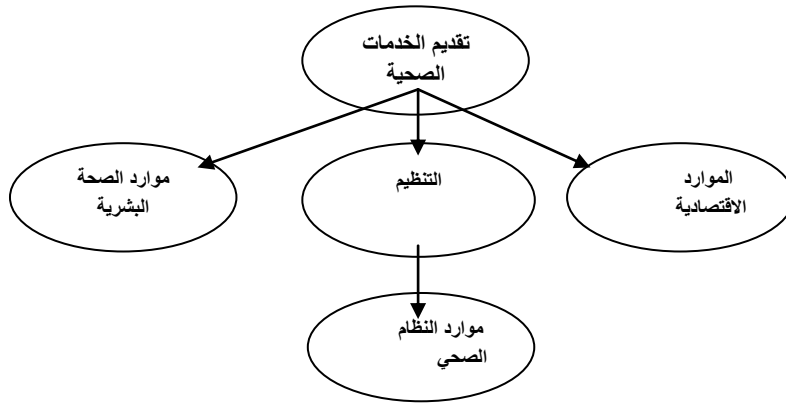 تقديم الخدمات
الصحية
الموارد
الاقتصادية
التنظيم
موارد الصحة
البشرية
موارد النظام
الصحي